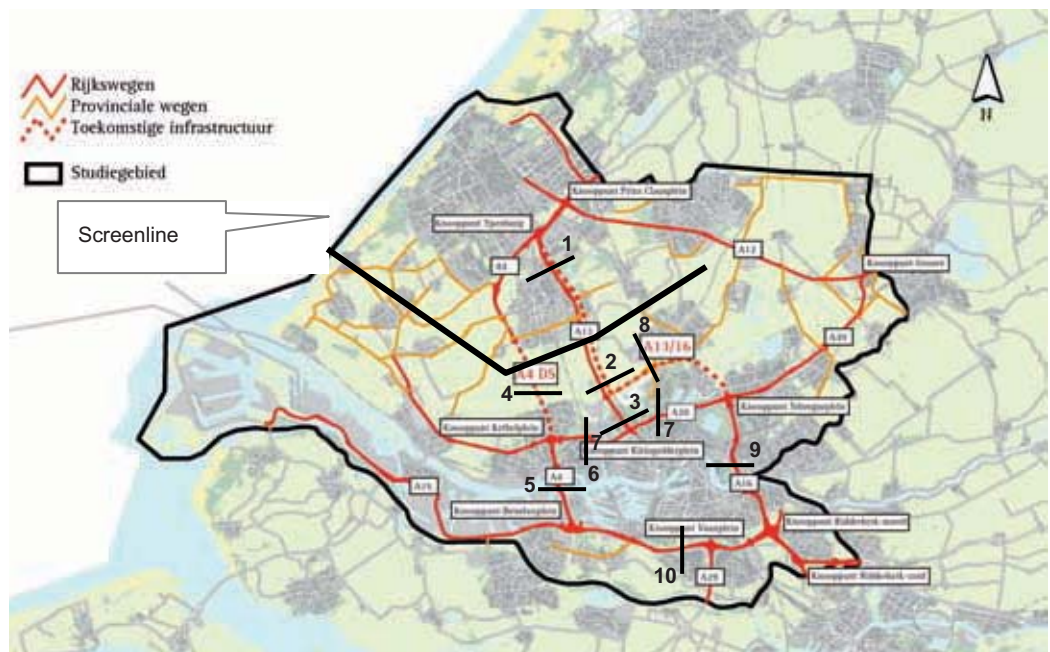 Rijkswegen
Provinciale wegen
Toekomstige infrastructuur
N
Studiegebied
Knooppunt Prins Clausplein
Screenline
Knooppunt Ypenburg
1
A12
A4
Knooppunt Gouwe
8
A13
A13/16
A20
2
A4 DS
4
3
Knooppunt Terbregseplein
A20
Knooppunt Kethelplein
7
7
Knooppunt Kleinpolderplein
9
6
A4
5
A16
A15
Knooppunt Beneluxplein
Knooppunt Vaanplein
Knooppunt Ridderkerk-noord
10
A29
Knooppunt Ridderkerk-zuid